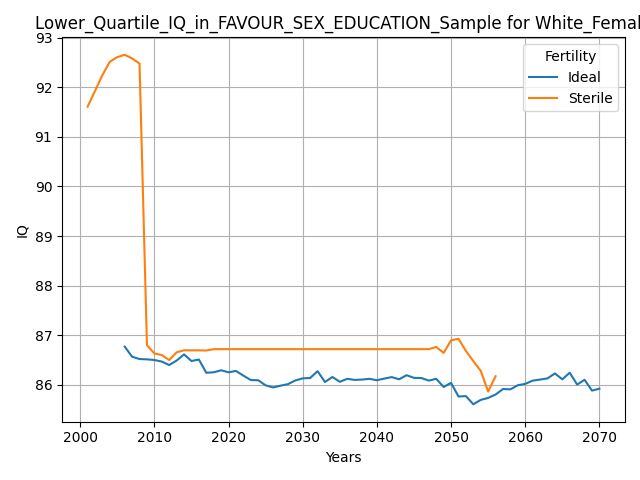 Lower_Quartile_IQ_in_FAVOUR_SEX_EDUCATION_Sample for White_Femal
93
92
91
90
89
88
87
86
IQ
Fertility
Ideal
Sterile
2000 2010 2020 2030 2040 2050 2060 2070
Years